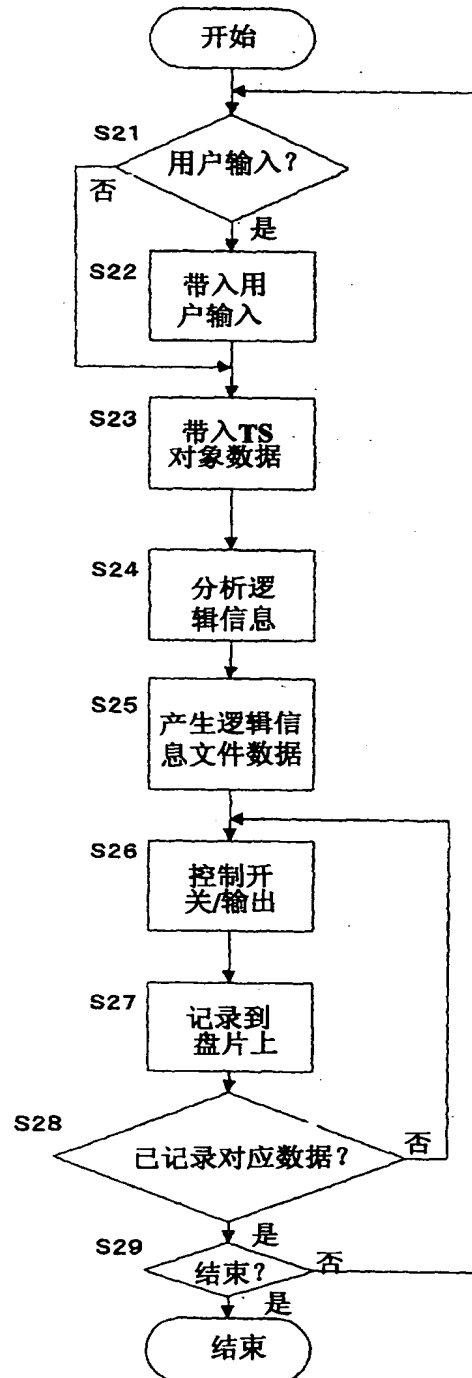 开始
S21
用户输入?
否
是
S22
带入用
户输入
S23
带入TS
对象数据
S24
分析逻
辑信息
S25
产生逻辑信
息文件数据
S26
控制开
关/输出
S27
记录到
盘片上
S28
已记录对应数据?
否
是
S29
结束?
否
是
结束